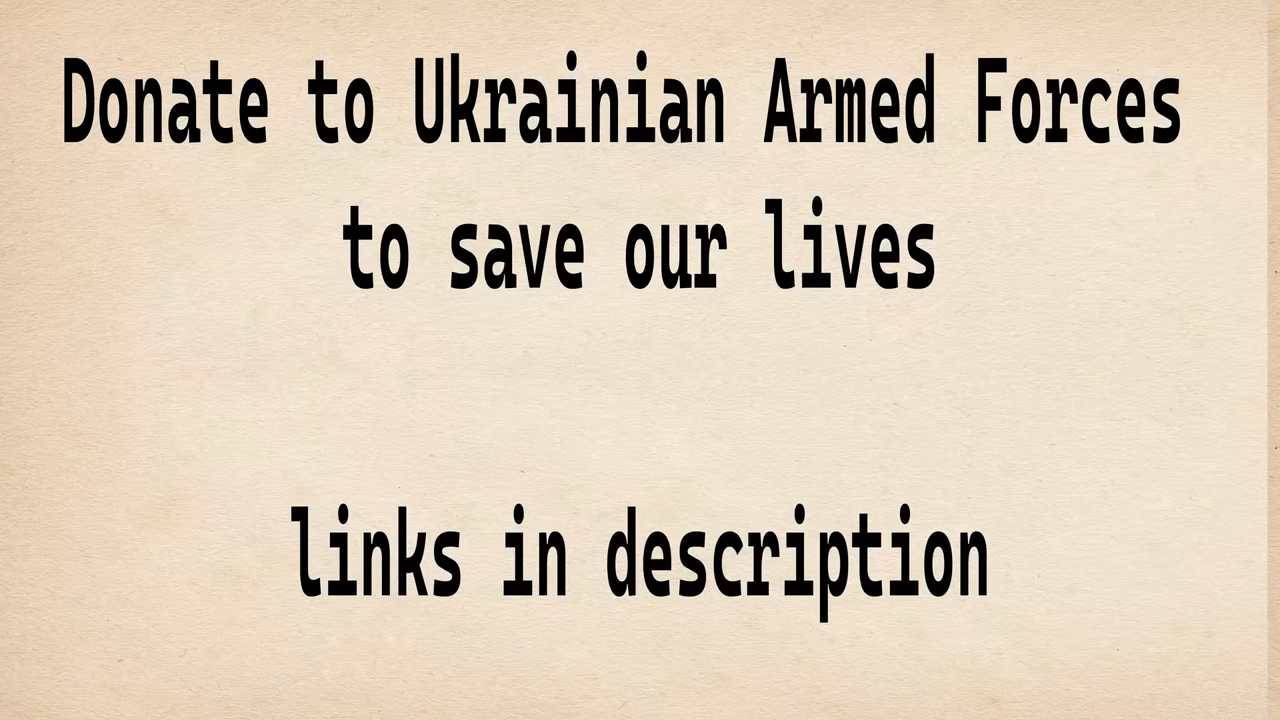 Donate to Ukrainian Armed Forces
to save our lives
links in description